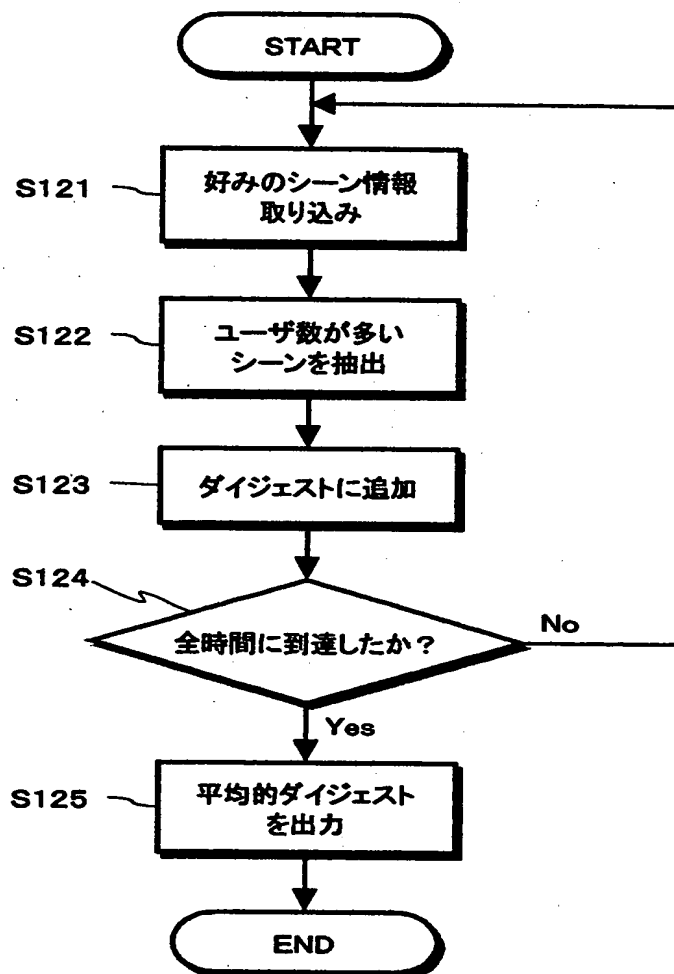 START
S121
好みのシーン情報
取り込み
S122
ユーザ数が多い
シーンを抽出
S123
ダイジェストに追加
S124
全時間に到達したか？
No
Yes
S125
平均的ダイジェスト
を出力
END